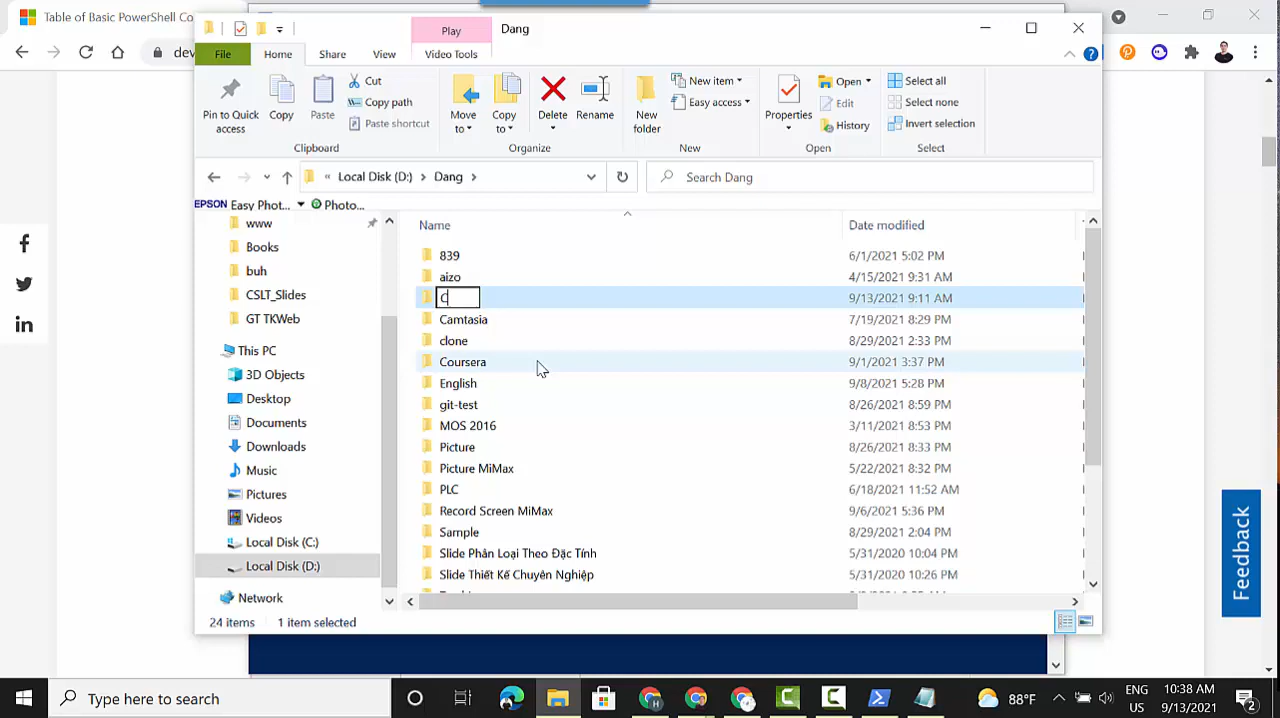 Table of Basic PowerShell Co
dev
Play
Dang
File
Home
Share
View
Video Tools
Pin to Quick access
Copy
Paste
Cut
Copy path
Paste shortcut
Clipboard
Move to
Copy to
Delete
Rename
Organize
New folder
New item
Easy access
New
Properties
Open
Edit
History
Open
Select all
Select none
Invert selection
Select
« Local Disk (D:) > Dang >
Search Dang
EPSON Easy Phot...
Photo...
www
Books
buh
CSLT_Slides
GT TKWeb
This PC
3D Objects
Desktop
Documents
Downloads
Music
Pictures
Videos
Local Disk (C:)
Local Disk (D:)
Network
Name
Date modified
839 6/1/2021 5:02 PM
aizo 4/15/2021 9:31 AM
C 9/13/2021 9:11 AM
Camtasia 7/19/2021 8:29 PM
clone 8/29/2021 2:33 PM
Coursera 9/1/2021 3:37 PM
English 9/8/2021 5:28 PM
git-test 8/26/2021 8:59 PM
MOS 2016 3/11/2021 8:53 PM
Picture 8/26/2021 8:33 PM
Picture MiMax 5/22/2021 8:32 PM
PLC 6/18/2021 11:52 AM
Record Screen MiMax 9/6/2021 5:36 PM
Sample 8/29/2021 2:04 PM
Slide Phân Loại Theo Đặc Tính 5/31/2020 10:04 PM
Slide Thiết Kế Chuyên Nghiệp 5/31/2020 10:26 PM
24 items
1 item selected
Feedback
Type here to search
88°F
ENG
US
10:38 AM
9/13/2021
2